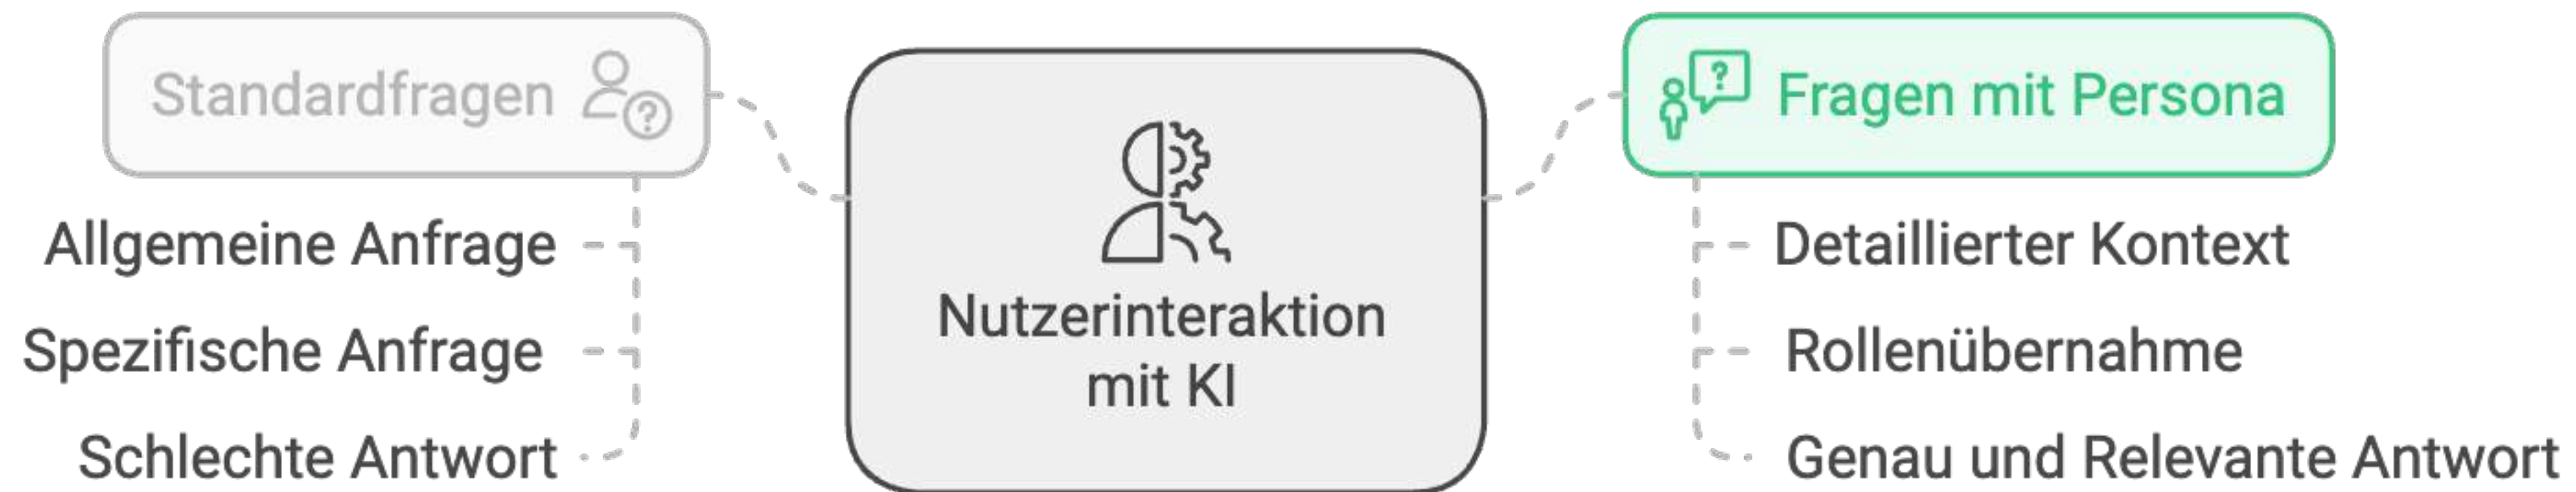 Standardfragen
Allgemeine Anfrage
Spezifische Anfrage
Schlechte Antwort
Nutzerinteraktion
mit KI
Fragen mit Persona
Detaillierter Kontext
Rollenübernahme
Genau und Relevante Antwort